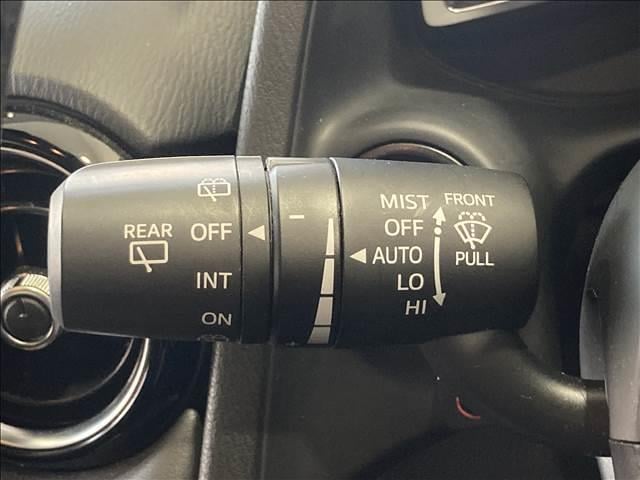 REAR
OFF
INT
ON
−
+
MIST
OFF
AUTO
LO
HI
FRONT
PULL